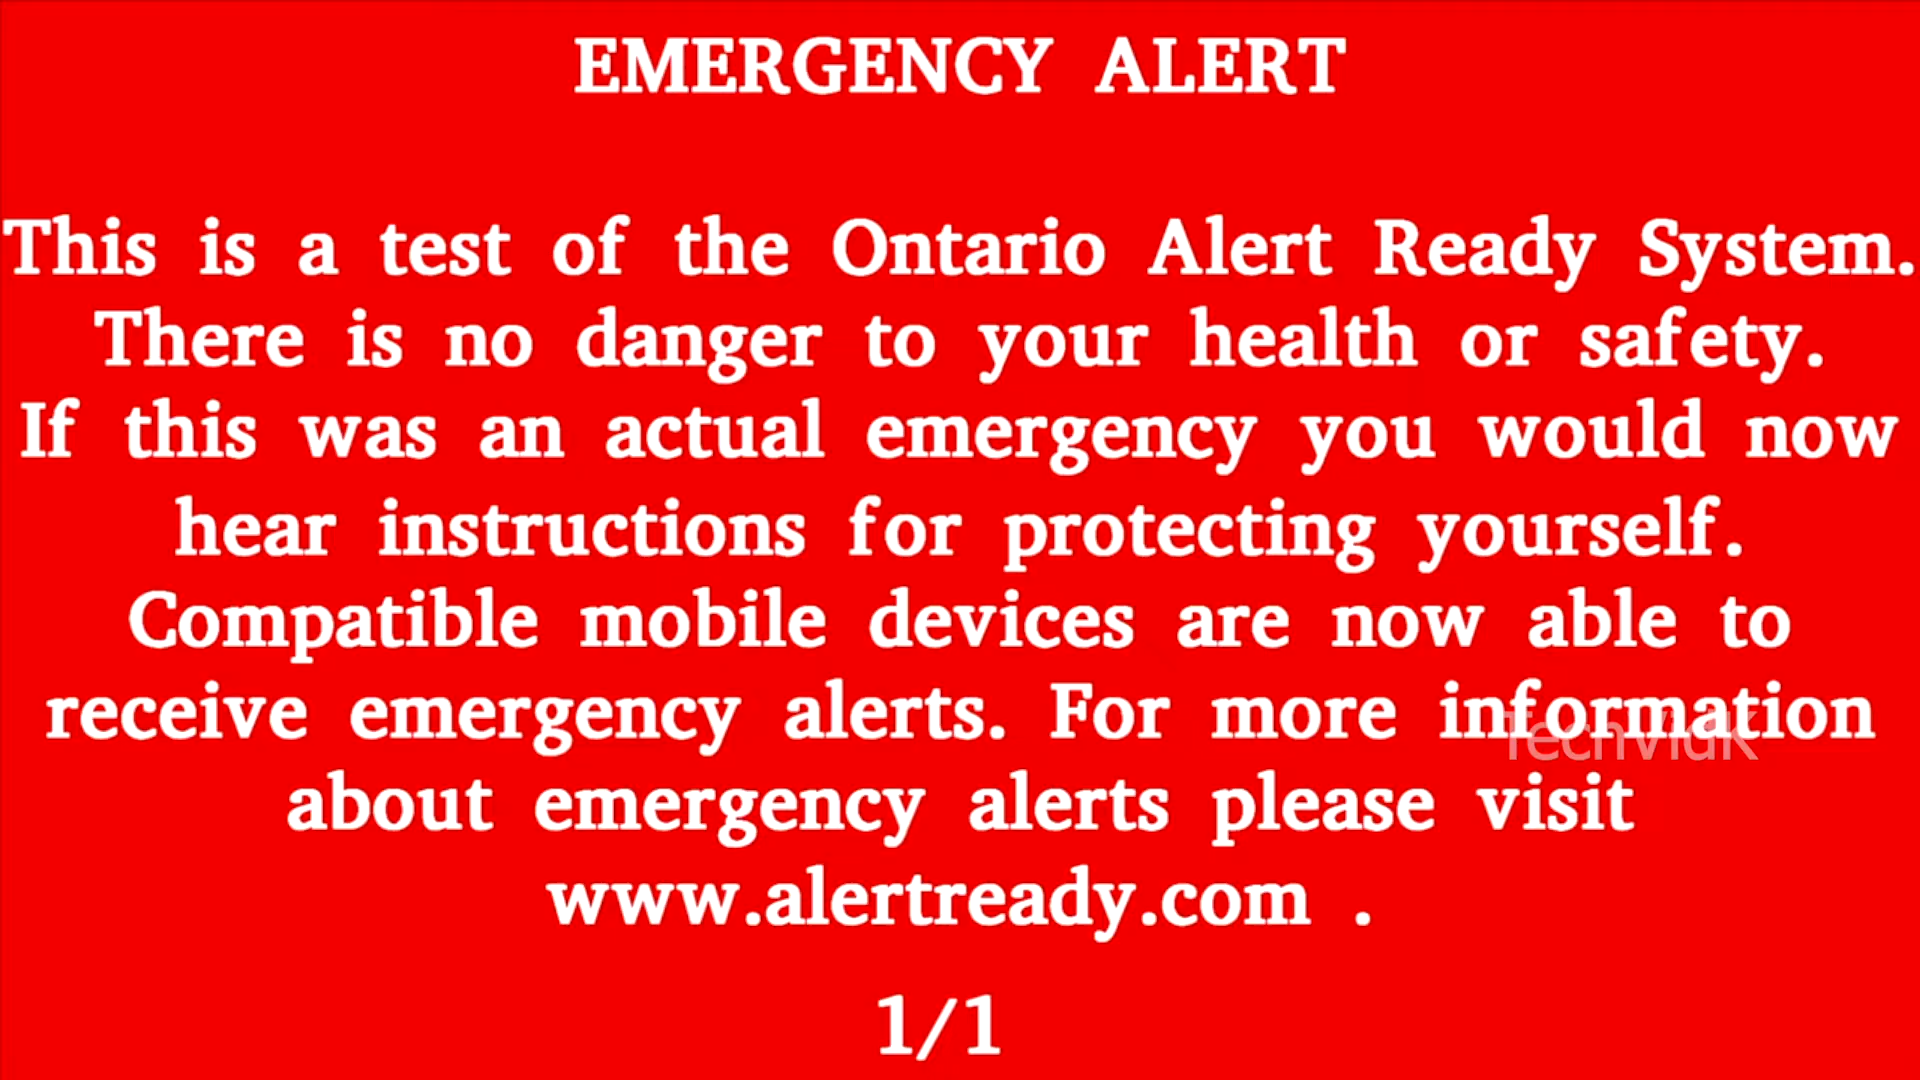 EMERGENCY ALERT
This is a test of the Ontario Alert Ready System.
There is no danger to your health or safety.
If this was an actual emergency you would now
hear instructions for protecting yourself.
Compatible mobile devices are now able to
receive emergency alerts. For more information
TechVidK
about emergency alerts please visit
www.alertready.com .
1/1